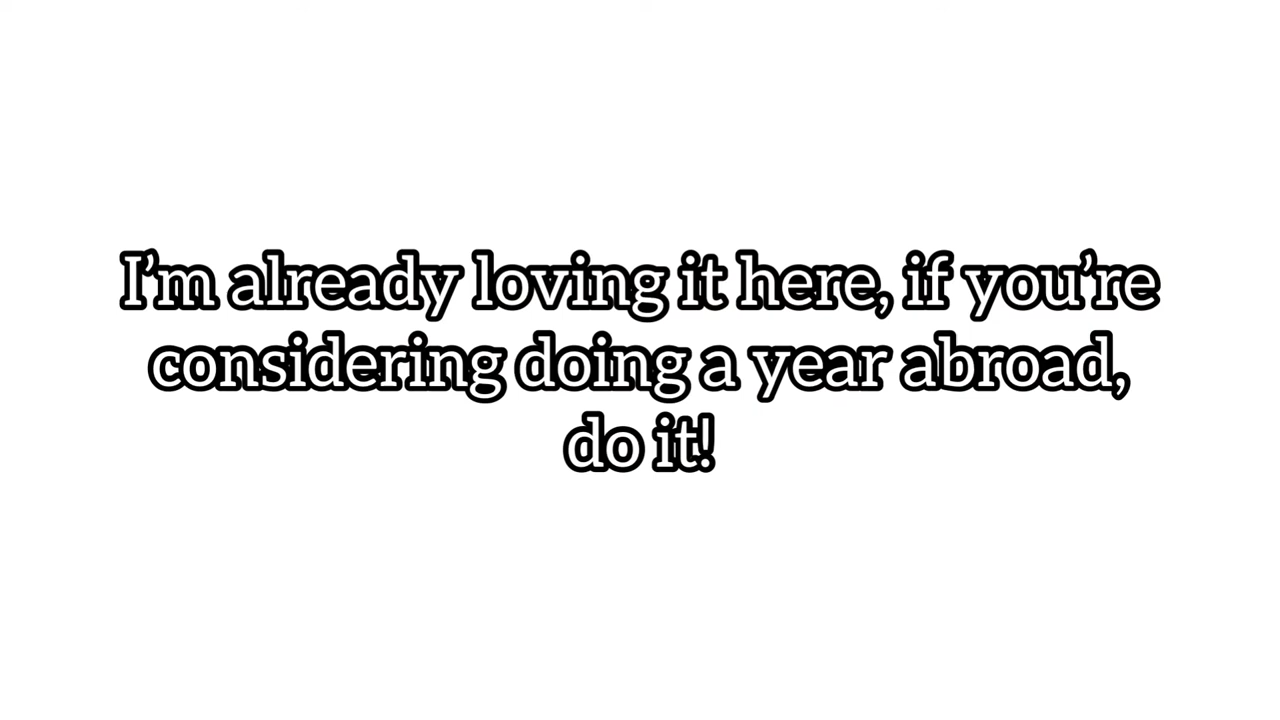 I’m already loving it here, if you’re
considering doing a year abroad,
do it!